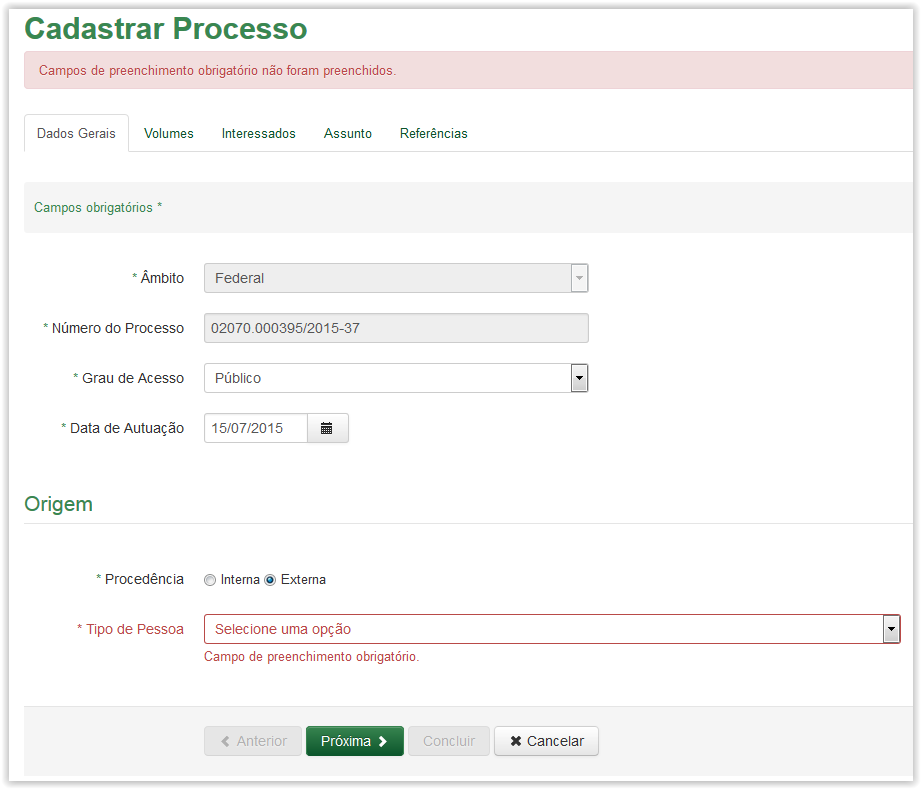 Cadastrar Processo
Campos de preenchimento obrigatório não foram preenchidos.
Dados Gerais Volumes Interessados Assunto Referências
Campos obrigatórios *
* Âmbito Federal
* Número do Processo 02070.000395/2015-37
* Grau de Acesso Público
* Data de Autuação 15/07/2015
Origem
* Procedência Interna Externa
* Tipo de Pessoa Selecione uma opção
Campo de preenchimento obrigatório.
Anterior Próxima Concluir Cancelar